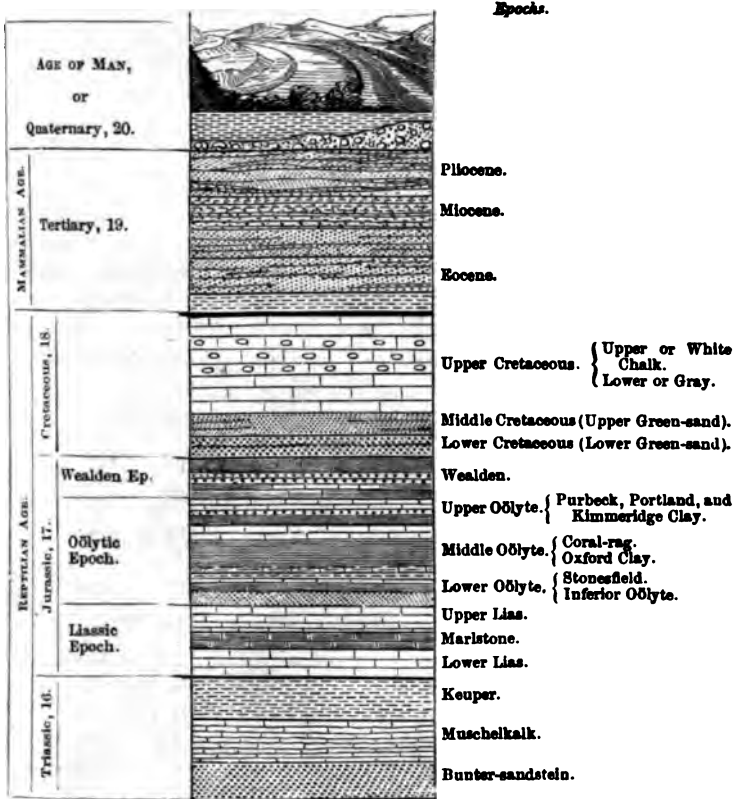 Epochs.
AGE OF MAN,
or
Quaternary, 20.
MAMMALIAN AGE.
Tertiary, 19.
Pliocene.
Miocene.
Eocene.
REPTILIAN AGE.
Cretaceous, 18.
Upper Cretaceous. { Upper or White
Chalk.
Lower or Gray.
Middle Cretaceous (Upper Green-sand).
Lower Cretaceous (Lower Green-sand).
Jurassic, 17.
Wealden Ep.
Wealden.
Oölytic
Epoch.
Upper Oölyte. { Purbeck, Portland, and
Kimmeridge Clay.
Middle Oölyte. { Coral-rag.
Oxford Clay.
Lower Oölyte. { Stonesfield.
Inferior Oölyte.
Liassic
Epoch.
Upper Lias.
Marlstone.
Lower Lias.
Triassic, 16.
Keuper.
Muschelkalk.
Bunter-sandstein.